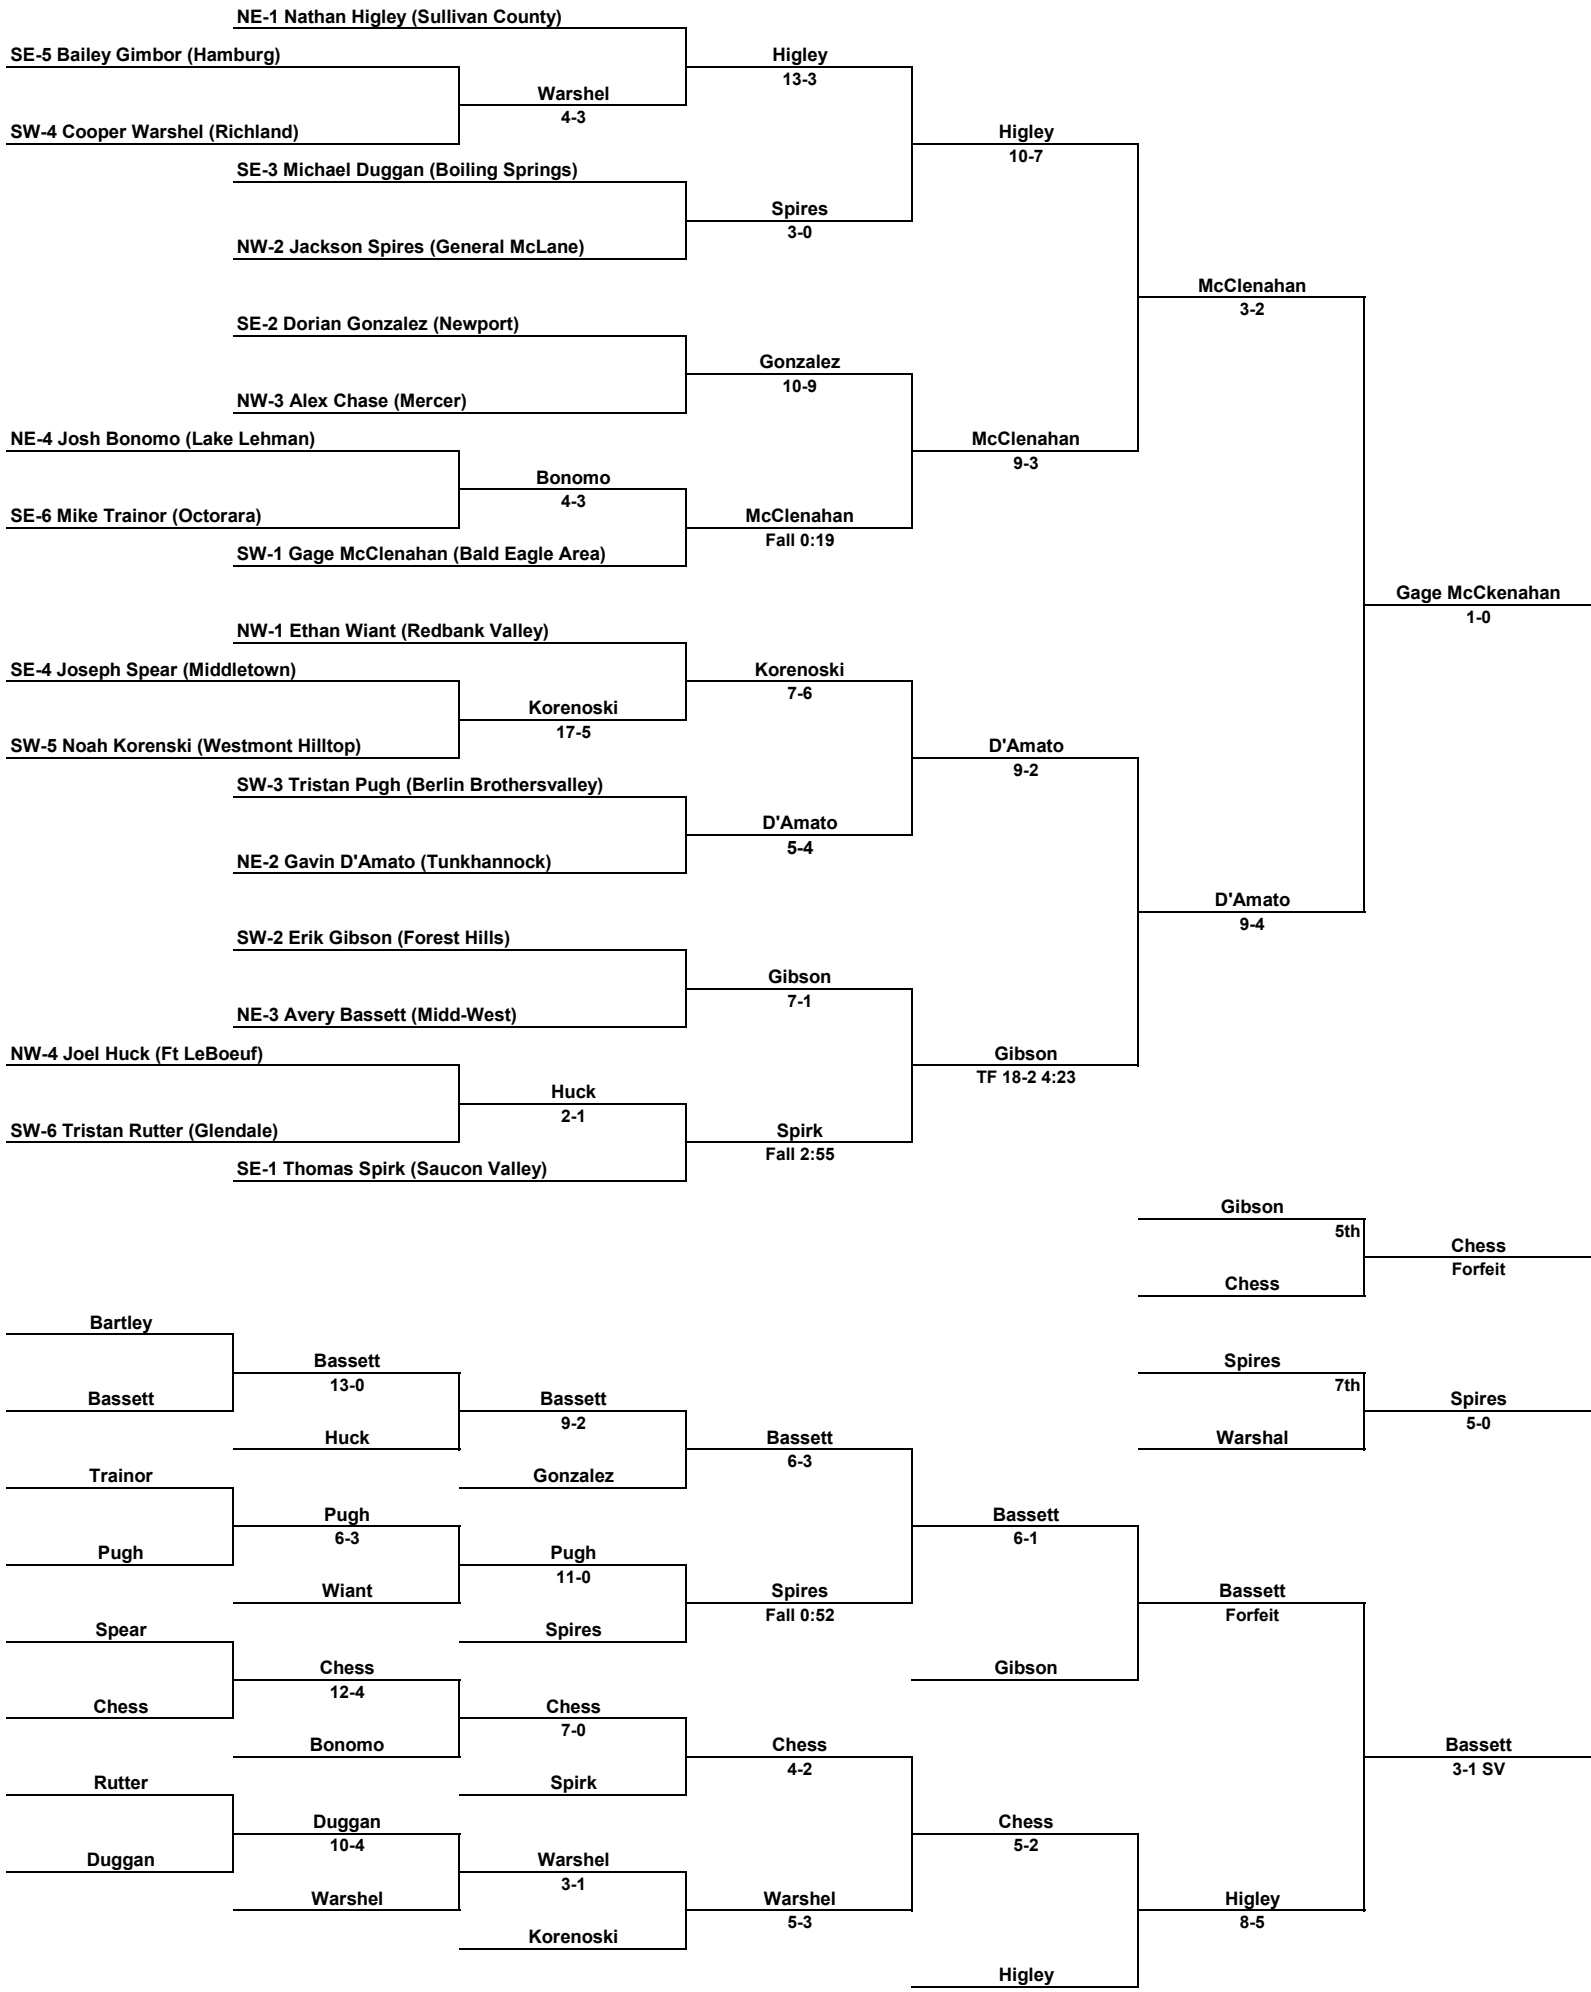 NE-1 Nathan Higley (Sullivan County)
SE-5 Bailey Gimbor (Hamburg)
Higley
13-3
Warshel
4-3
SW-4 Cooper Warshel (Richland)
Higley
10-7
SE-3 Michael Duggan (Boiling Springs)
Spires
3-0
NW-2 Jackson Spires (General McLane)
McClenahan
3-2
SE-2 Dorian Gonzalez (Newport)
Gonzalez
10-9
NW-3 Alex Chase (Mercer)
NE-4 Josh Bonomo (Lake Lehman)
McClenahan
9-3
Bonomo
4-3
SE-6 Mike Trainor (Octorara)
McClenahan
Fall 0:19
SW-1 Gage McClenahan (Bald Eagle Area)
Gage McCkenahan
1-0
NW-1 Ethan Wiant (Redbank Valley)
SE-4 Joseph Spear (Middletown)
Korenoski
7-6
Korenoski
17-5
SW-5 Noah Korenski (Westmont Hilltop)
D'Amato
9-2
SW-3 Tristan Pugh (Berlin Brothersvalley)
D'Amato
5-4
NE-2 Gavin D'Amato (Tunkhannock)
D'Amato
9-4
SW-2 Erik Gibson (Forest Hills)
Gibson
7-1
NE-3 Avery Bassett (Midd-West)
NW-4 Joel Huck (Ft LeBoeuf)
Gibson
TF 18-2 4:23
Huck
2-1
SW-6 Tristan Rutter (Glendale)
Spirk
Fall 2:55
SE-1 Thomas Spirk (Saucon Valley)
Gibson
5th
Chess
Forfeit
Chess
Bartley
Bassett
13-0
Spires
7th
Bassett
Bassett
9-2
Spires
5-0
Huck
Bassett
6-3
Warshal
Trainor
Gonzalez
Pugh
6-3
Bassett
6-1
Pugh
Pugh
11-0
Wiant
Spires
Fall 0:52
Bassett
Forfeit
Spear
Spires
Chess
12-4
Gibson
Chess
Chess
7-0
Bonomo
Chess
4-2
Bassett
3-1 SV
Rutter
Spirk
Duggan
10-4
Chess
5-2
Duggan
Warshel
3-1
Warshel
Warshel
5-3
Higley
8-5
Korenoski
Higley